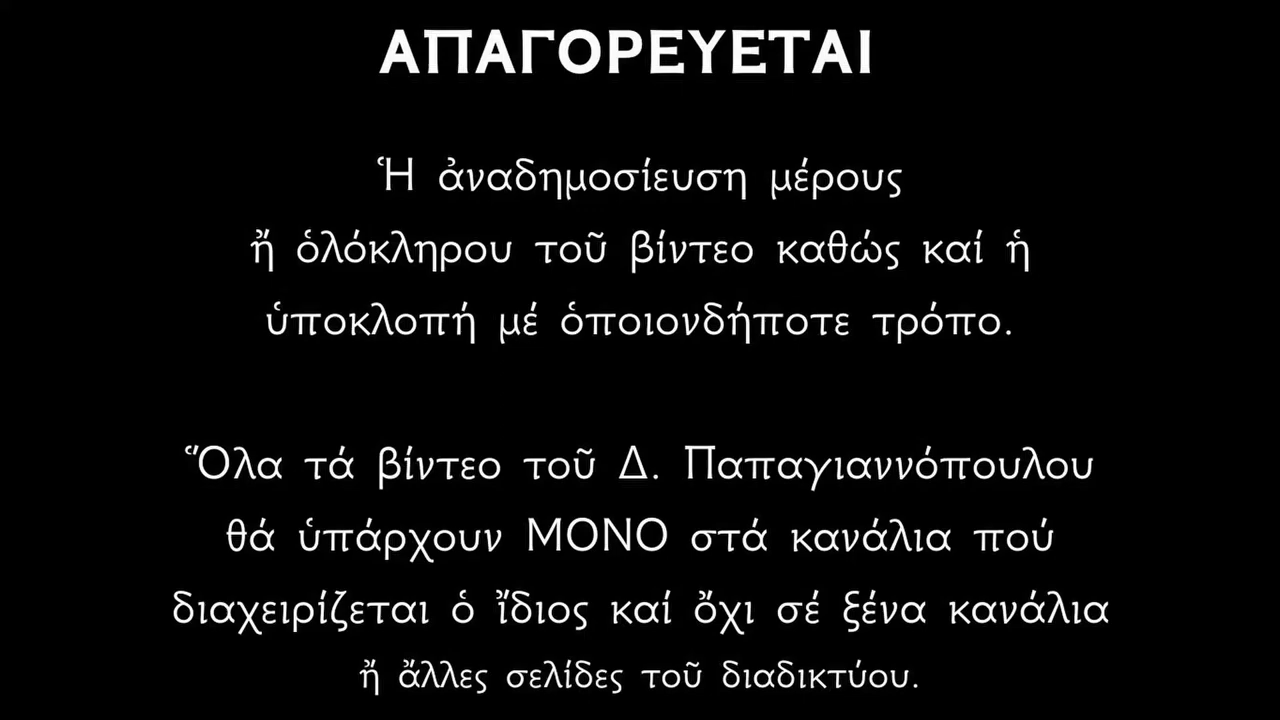 ΑΠΑΓΟΡΕΥΕΤΑΙ
Ἡ ἀναδημοσίευση μέρους
ἤ ὁλόκληρου τοῦ βίντεο καθώς καί ἡ
ὑποκλοπή μέ ὁποιονδήποτε τρόπο.
Ὅλα τά βίντεο τοῦ Δ. Παπαγιαννόπουλου
θά ὑπάρχουν ΜΟΝΟ στά κανάλια πού
διαχειρίζεται ὁ ἴδιος καί ὄχι σέ ξένα κανάλια
ἤ ἄλλες σελίδες τοῦ διαδικτύου.